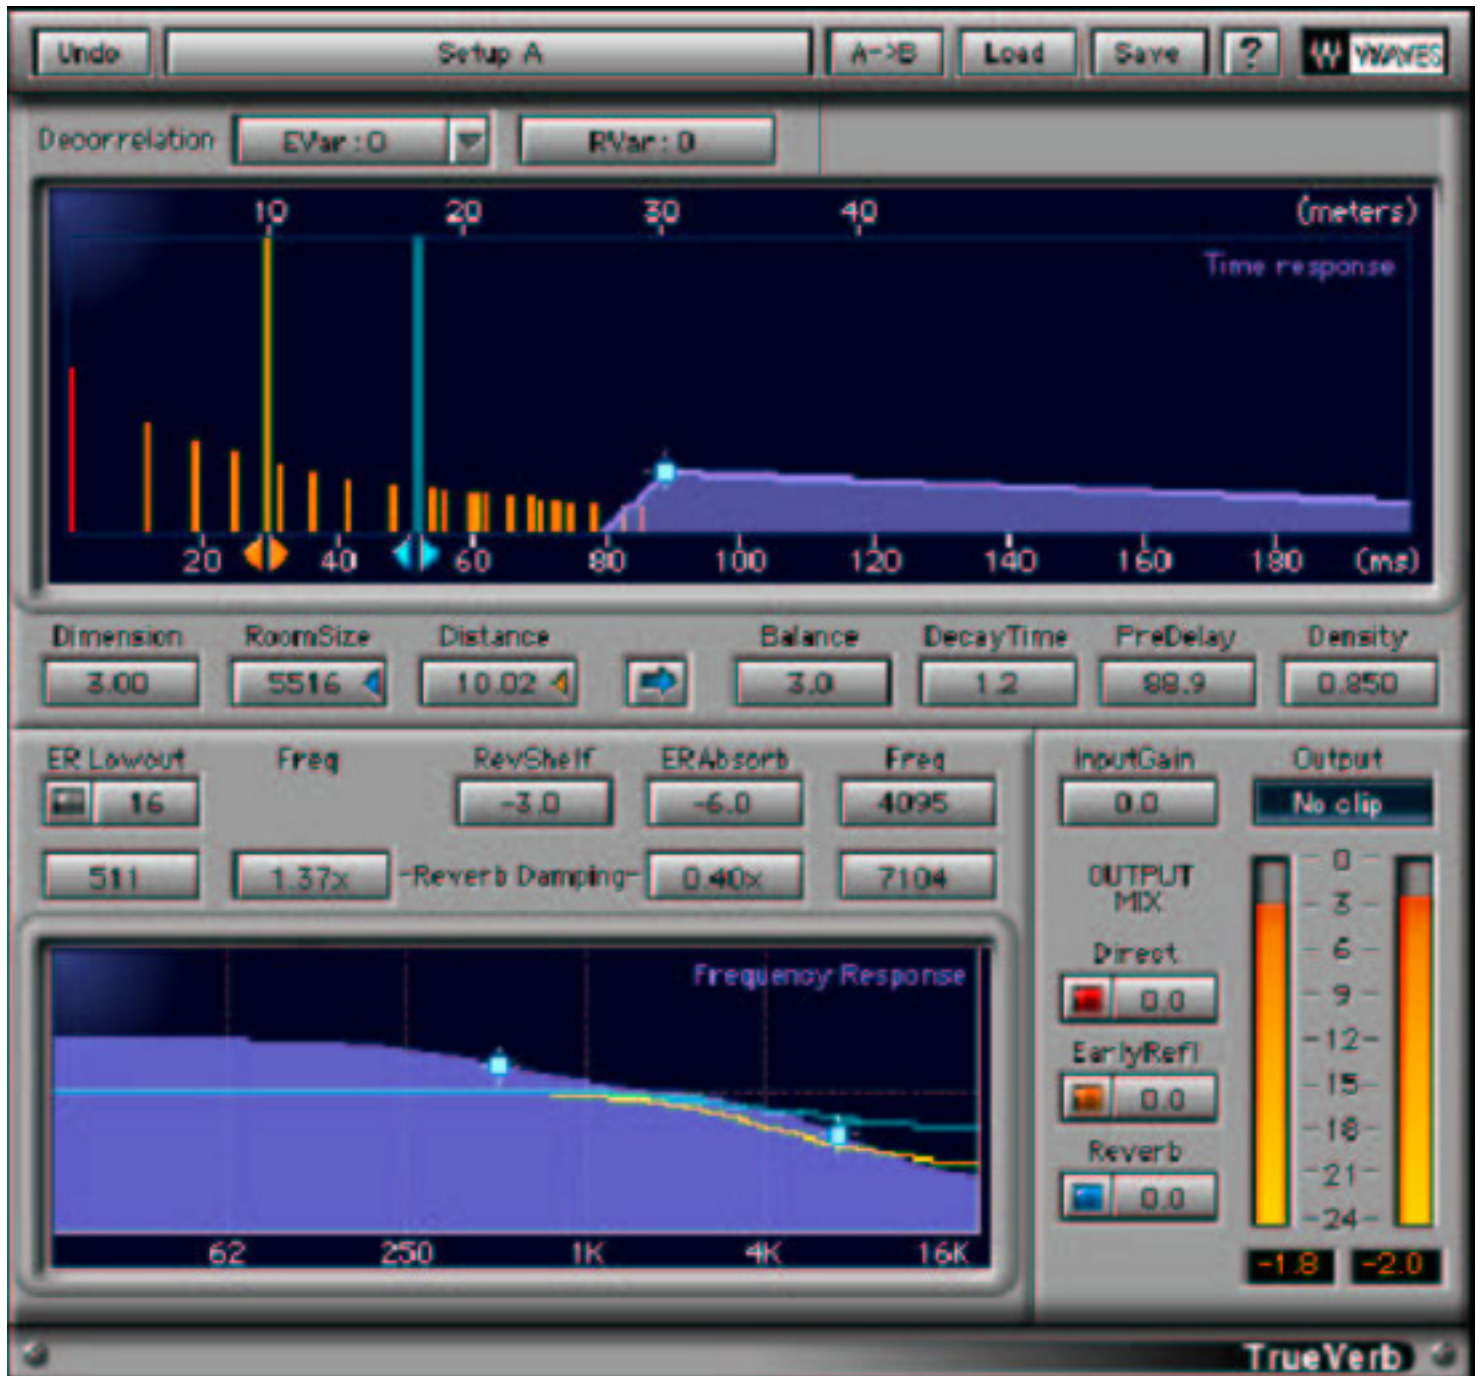 Undo Setup A A->B Load Save ? WAVES
Decorrelation EVar : 0 RVar : 0
10 20 30 40 (meters)
Time response
20 40 60 80 100 120 140 160 180 (ms)
Dimension RoomSize Distance Balance DecayTime PreDelay Density
3.00 5516 10.02 3.0 1.2 88.9 0.850
ER Lowcut Freq RevShelf ERAbsorb Freq InputGain Output
16 -3.0 -6.0 4095 0.0 No clip
511 1.37x -Reverb Damping- 0.40x 7104
OUTPUT
MIX
Direct
0.0
EarlyRefl
0.0
Reverb
0.0
0
3
6
9
12
15
18
21
24
-1.8 -2.0
Frequency Response
62 250 1K 4K 16K
TrueVerb